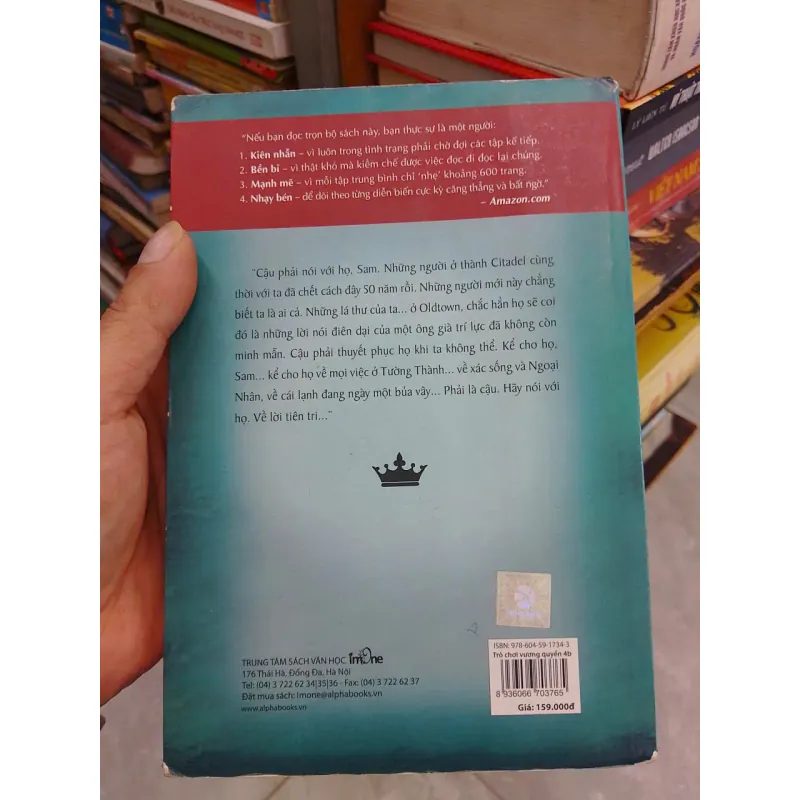 “Nếu bạn đọc trọn bộ sách này, bạn thực sự là một người:
1. Kiên nhẫn – vì luôn trong tình trạng phải chờ đợi các tập kế tiếp.
2. Bền bỉ – vì thật khó mà kiềm chế được việc đọc đi đọc lại chúng.
3. Mạnh mẽ – vì mỗi tập trung bình chỉ ‘nhẹ’ khoảng 600 trang.
4. Nhạy bén – để dõi theo từng diễn biến cực kỳ căng thẳng và bất ngờ.”
– Amazon.com
“Cậu phải nói với họ, Sam. Những người ở thành Citadel cùng
thời với ta đã chết cách đây 50 năm rồi. Những người mới này chẳng
biết ta là ai cả. Những lá thư của ta... ở Oldtown, chắc hẳn họ sẽ coi
đó là những lời nói điên dại của một ông già trí lực đã không còn
minh mẫn. Cậu phải thuyết phục họ khi ta không thể. Kể cho họ,
Sam... kể cho họ về mọi việc ở Tường Thành... về xác sống và Ngoại
Nhân, về cái lạnh đang ngày một bủa vây... Phải là cậu. Hãy nói với
họ. Về lời tiên tri...”
TRUNG TÂM SÁCH VĂN HỌC imOne
176 Thái Hà, Đống Đa, Hà Nội
Tel: (04) 3 722 62 34|35|36 - Fax: (04) 3 722 62 37
Đặt mua sách: Imone@alphabooks.vn
www.alphabooks.vn
ISBN: 978-604-59-1734-3
Trò chơi vương quyền 4b
8 936066 703765
Giá: 159.000đ
WALTER ISAACSON
VIỆT NAM